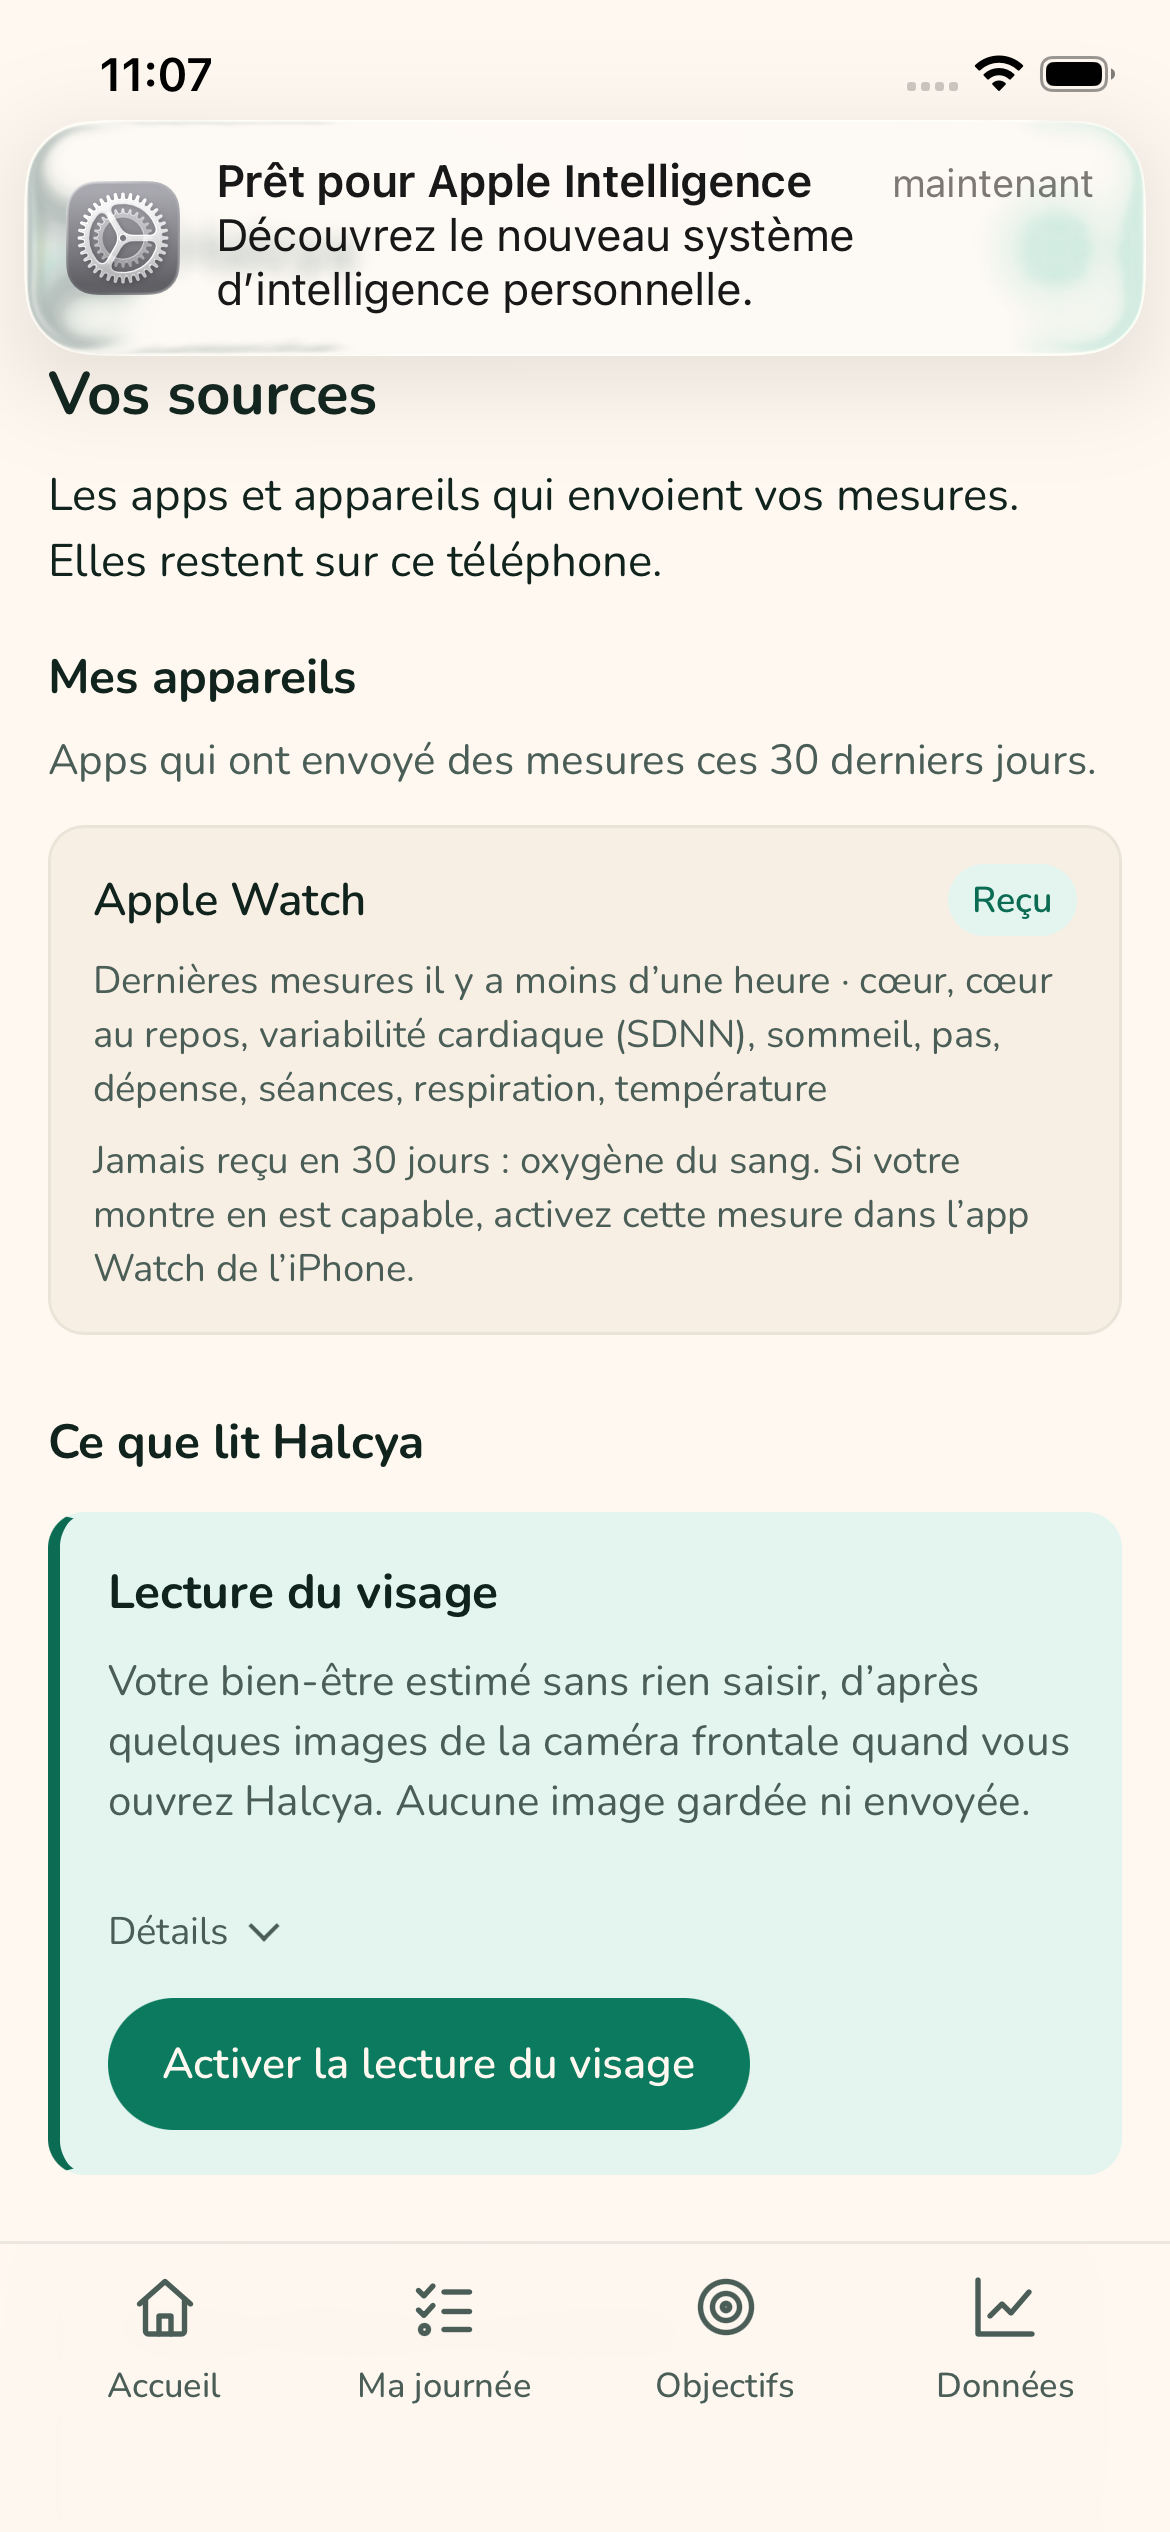 11:07
Prêt pour Apple Intelligence
maintenant
Découvrez le nouveau système
d’intelligence personnelle.
Vos sources
Les apps et appareils qui envoient vos mesures.
Elles restent sur ce téléphone.
Mes appareils
Apps qui ont envoyé des mesures ces 30 derniers jours.
Apple Watch
Reçu
Dernières mesures il y a moins d’une heure · cœur, cœur
au repos, variabilité cardiaque (SDNN), sommeil, pas,
dépense, séances, respiration, température
Jamais reçu en 30 jours : oxygène du sang. Si votre
montre en est capable, activez cette mesure dans l’app
Watch de l’iPhone.
Ce que lit Halcya
Lecture du visage
Votre bien-être estimé sans rien saisir, d’après
quelques images de la caméra frontale quand vous
ouvrez Halcya. Aucune image gardée ni envoyée.
Détails
Activer la lecture du visage
Accueil
Ma journée
Objectifs
Données